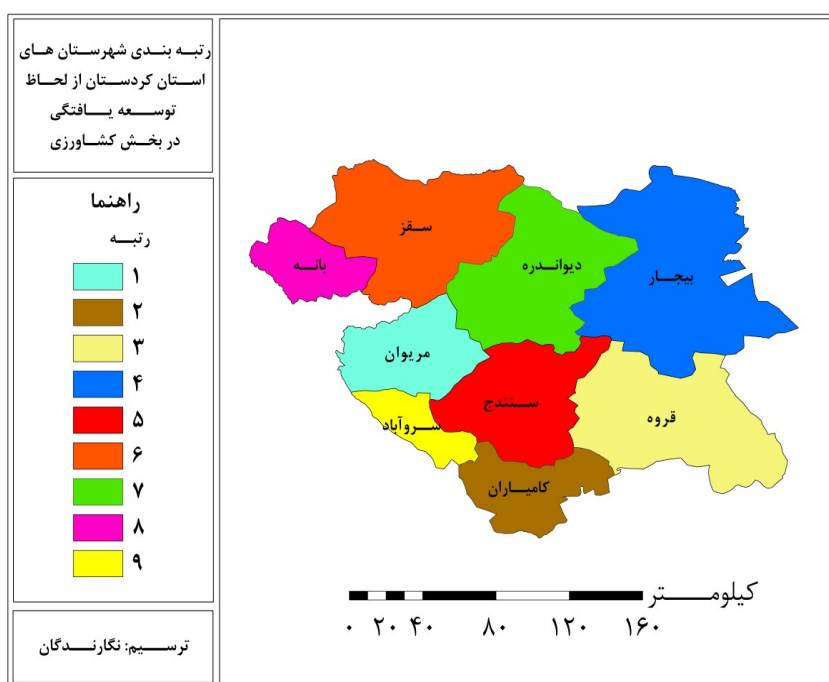 رتبه بندی شهرستان های
استان کردستان از لحاظ
توسعه یافتگی
در بخش کشاورزی
راهنما
رتبه
۱
۲
۳
۴
۵
۶
۷
۸
۹
ترسیم: نگارندگان
سقز
بانه
دیواندره
بیجار
مریوان
سنندج
سروآباد
قروه
کامیاران
کیلومتر
۰ ۲۰ ۴۰ ۸۰ ۱۲۰ ۱۶۰